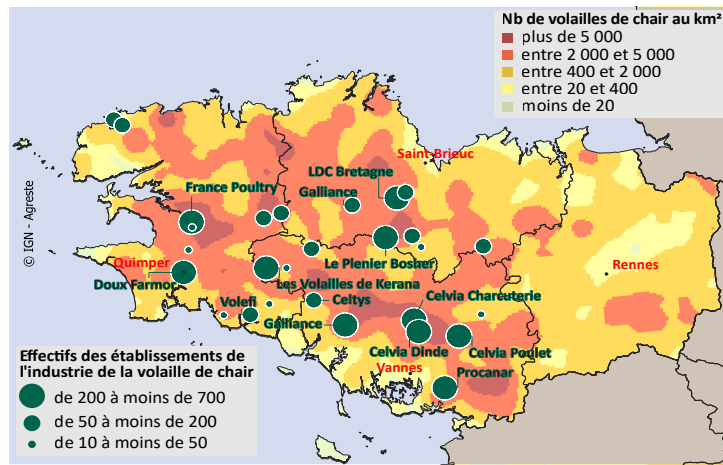 Nb de volailles de chair au km²
plus de 5 000
entre 2 000 et 5 000
entre 400 et 2 000
entre 20 et 400
moins de 20
Saint-Brieuc
LDC Bretagne
France Poultry
Galliance
© IGN - Agreste
Quimper
Le Plenier Bosher
Rennes
Doux Farmor
Les Volailles de Kerana
Volefi
Celtys
Celvia Charcuterie
Galliance
Celvia Dinde
Celvia Poulet
Vannes
Procanar
Effectifs des établissements de
l'industrie de la volaille de chair
de 200 à moins de 700
de 50 à moins de 200
de 10 à moins de 50